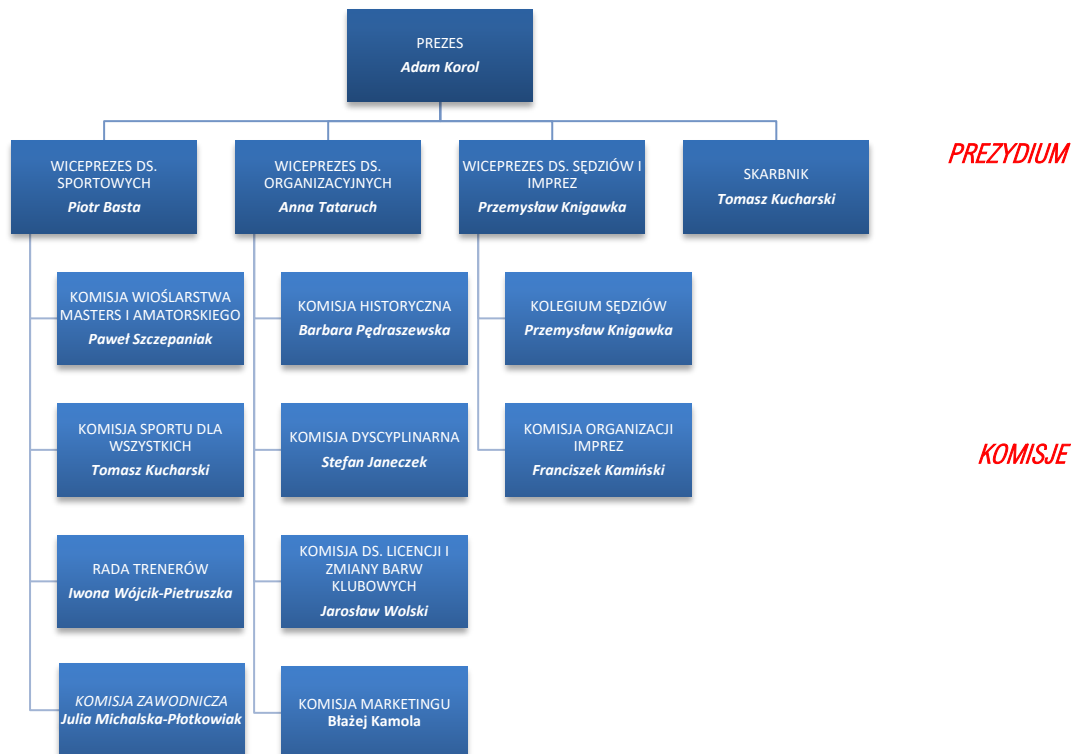 PREZES
Adam Korol
WICEPREZES DS.
SPORTOWYCH
Piotr Basta
WICEPREZES DS.
ORGANIZACYJNYCH
Anna Tataruch
WICEPREZES DS. SĘDZIÓW I
IMPREZ
Przemysław Knigawka
SKARBNIK
Tomasz Kucharski
PREZYDIUM
KOMISJA WIOŚLARSTWA
MASTERS I AMATORSKIEGO
Paweł Szczepaniak
KOMISJA HISTORYCZNA
Barbara Pędraszewska
KOLEGIUM SĘDZIÓW
Przemysław Knigawka
KOMISJA SPORTU DLA
WSZYSTKICH
Tomasz Kucharski
KOMISJA DYSCYPLINARNA
Stefan Janeczek
KOMISJA ORGANIZACJI
IMPREZ
Franciszek Kamiński
KOMISJE
RADA TRENERÓW
Iwona Wójcik-Pietruszka
KOMISJA DS. LICENCJI I
ZMIANY BARW
KLUBOWYCH
Jarosław Wolski
KOMISJA ZAWODNICZA
Julia Michalska-Płotkowiak
KOMISJA MARKETINGU
Błażej Kamola